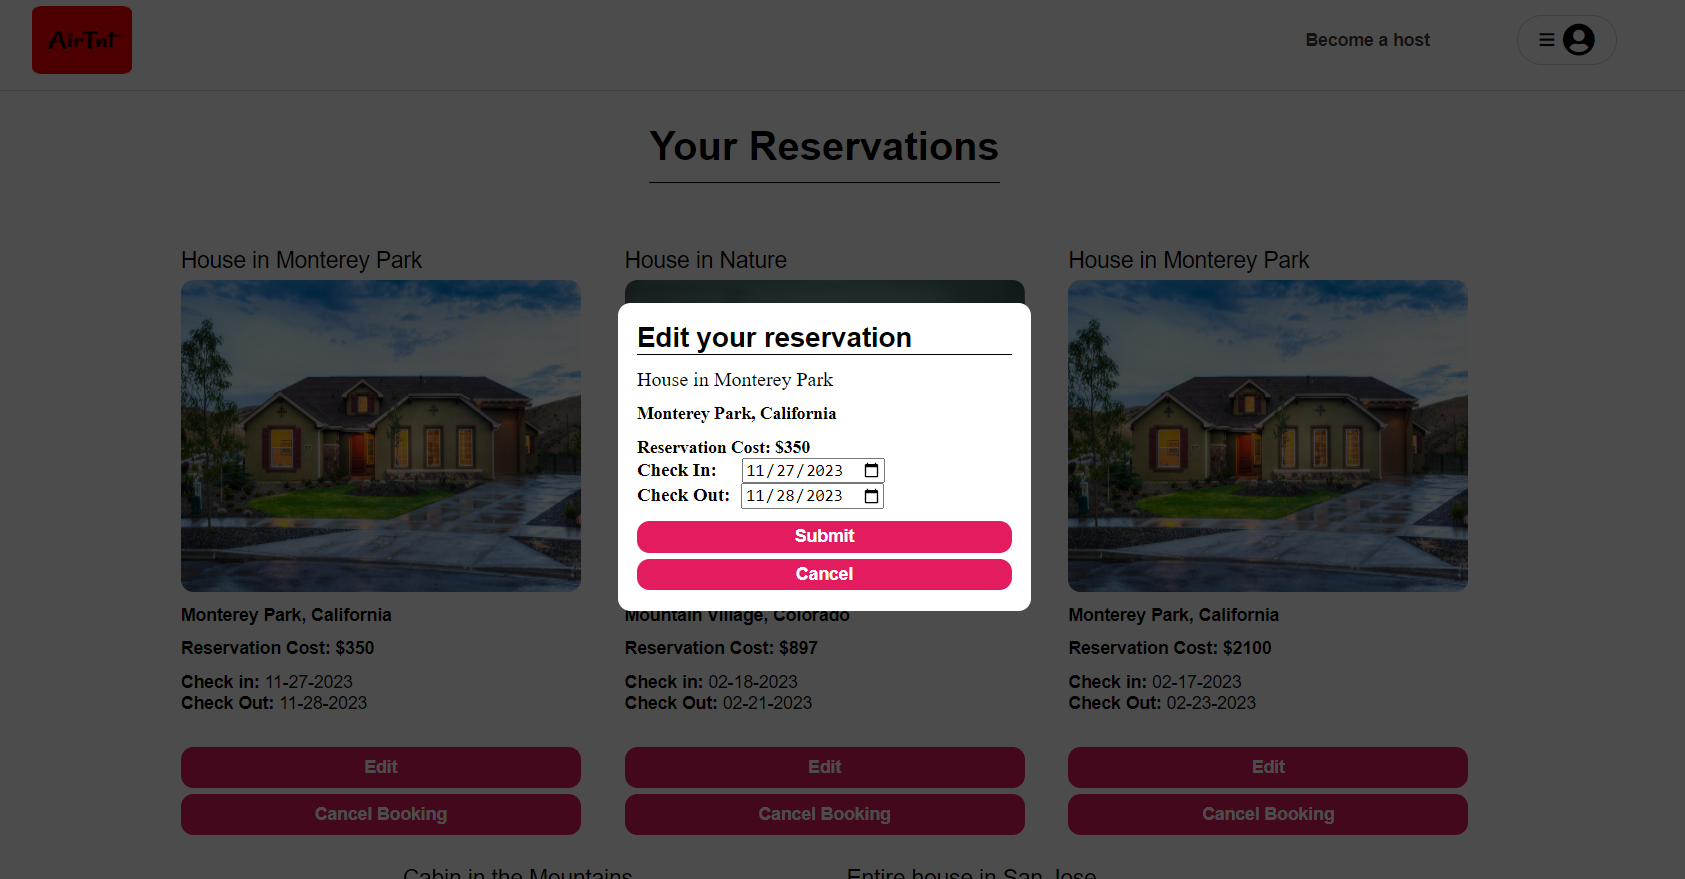 AirTnt
Become a host
Your Reservations
House in Monterey Park
House in Nature
House in Monterey Park
Edit your reservation
House in Monterey Park
Monterey Park, California
Reservation Cost: $350
Check In: 11/27/2023
Check Out: 11/28/2023
Submit
Cancel
Monterey Park, California
Reservation Cost: $350
Check in: 11-27-2023
Check Out: 11-28-2023
Edit
Cancel Booking
Mountain Village, Colorado
Reservation Cost: $897
Check in: 02-18-2023
Check Out: 02-21-2023
Edit
Cancel Booking
Monterey Park, California
Reservation Cost: $2100
Check in: 02-17-2023
Check Out: 02-23-2023
Edit
Cancel Booking
Cabin in the Mountains
Entire house in San Jose